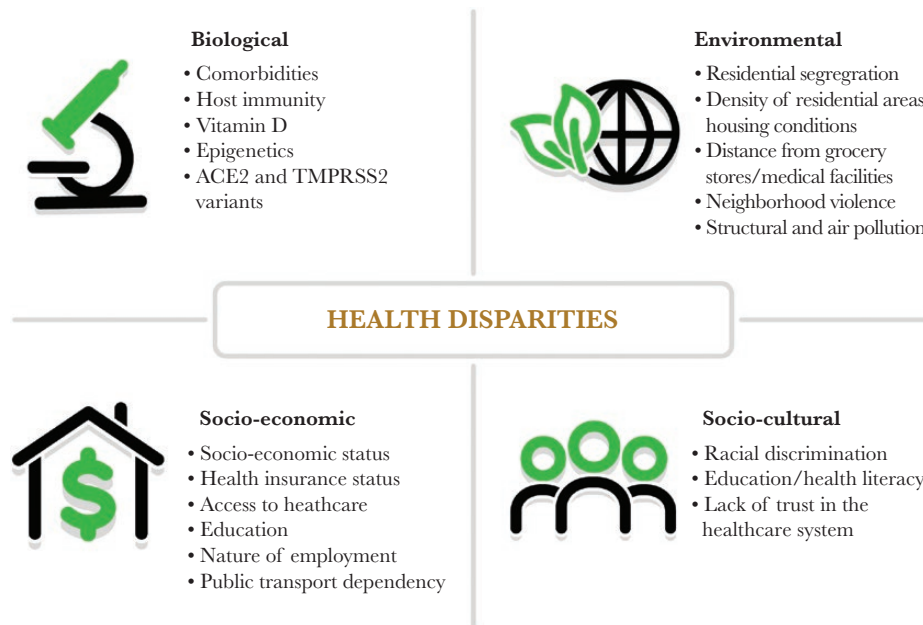 Biological
• Comorbidities
• Host immunity
• Vitamin D
• Epigenetics
• ACE2 and TMPRSS2
variants
Environmental
• Residential segregration
• Density of residential areas
housing conditions
• Distance from grocery
stores/medical facilities
• Neighborhood violence
• Structural and air pollution
HEALTH DISPARITIES
Socio-economic
• Socio-economic status
• Health insurance status
• Access to heathcare
• Education
• Nature of employment
• Public transport dependency
Socio-cultural
• Racial discrimination
• Education/health literacy
• Lack of trust in the
healthcare system